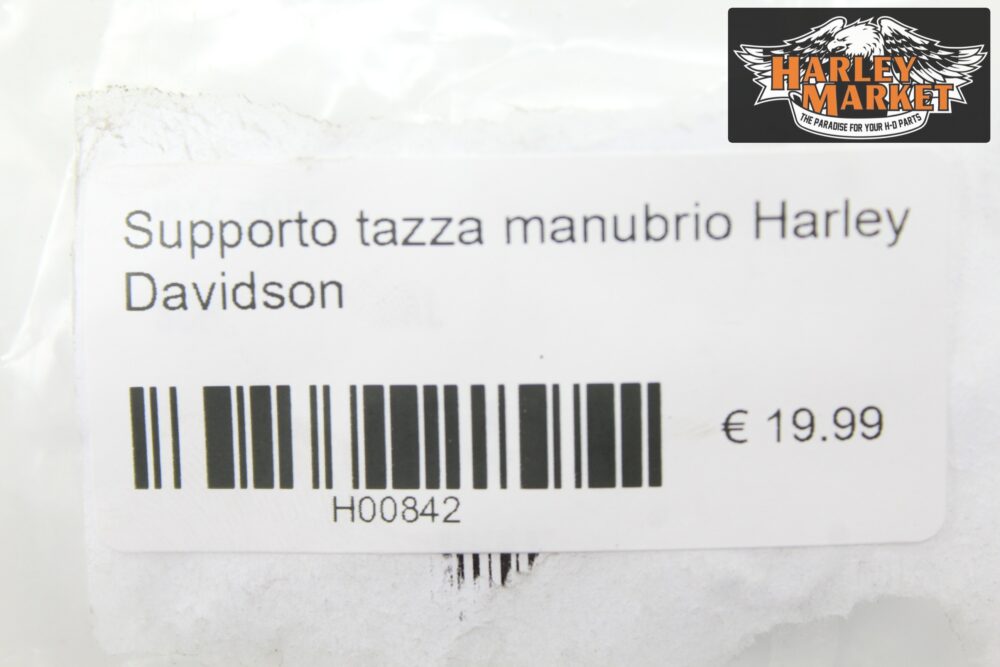 HARLEY
MARKET
THE PARADISE FOR YOUR H-D PARTS
Supporto tazza manubrio Harley
Davidson
€ 19.99
H00842